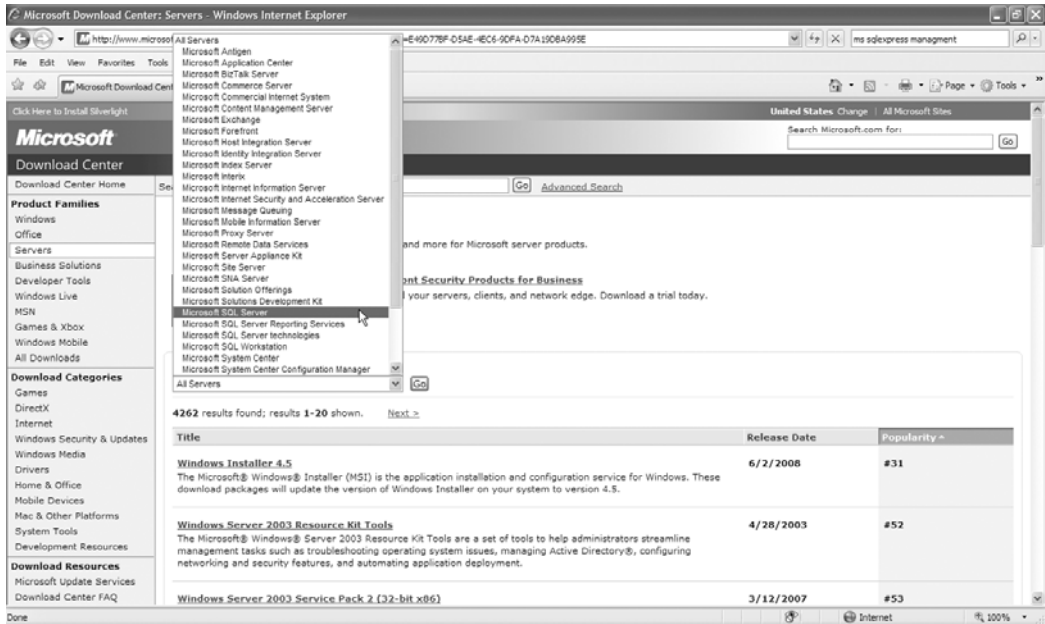 Microsoft Download Center: Servers - Windows Internet Explorer
http://www.microsof
=E49D77BF-D5AE-4EC6-9DFA-D7A19DBA995E
ms sqlexpress managment
File Edit View Favorites Tools
Microsoft Download Cent
Page Tools
Click Here to Install Silverlight
United States Change | All Microsoft Sites
Microsoft
Search Microsoft.com for:
Go
Download Center
Download Center Home
Go Advanced Search
Product Families
Windows
Office
Servers
Business Solutions
Developer Tools
Windows Live
MSN
Games & Xbox
Windows Mobile
All Downloads
Download Categories
Games
DirectX
Internet
Windows Security & Updates
Windows Media
Drivers
Home & Office
Mobile Devices
Mac & Other Platforms
System Tools
Development Resources
Download Resources
Microsoft Update Services
Download Center FAQ
All Servers
Microsoft Antigen
Microsoft Application Center
Microsoft BizTalk Server
Microsoft Commerce Server
Microsoft Commercial Internet System
Microsoft Content Management Server
Microsoft Exchange
Microsoft Forefront
Microsoft Host Integration Server
Microsoft Identity Integration Server
Microsoft Index Server
Microsoft Interix
Microsoft Internet Information Server
Microsoft Internet Security and Acceleration Server
Microsoft Message Queuing
Microsoft Mobile Information Server
Microsoft Proxy Server
Microsoft Remote Data Services
Microsoft Server Appliance Kit
Microsoft Site Server
Microsoft SNA Server
Microsoft Solution Offerings
Microsoft Solutions Development Kit
Microsoft SQL Server
Microsoft SQL Server Reporting Services
Microsoft SQL Server technologies
Microsoft SQL Workstation
Microsoft System Center
Microsoft System Center Configuration Manager
All Servers
Go
and more for Microsoft server products.
ont Security Products for Business
your servers, clients, and network edge. Download a trial today.
4262 results found; results 1-20 shown. Next >
Title Release Date Popularity
Windows Installer 4.5 6/2/2008 #31
The Microsoft® Windows® Installer (MSI) is the application installation and configuration service for Windows. These
download packages will update the version of Windows Installer on your system to version 4.5.
Windows Server 2003 Resource Kit Tools 4/28/2003 #52
The Microsoft® Windows® Server 2003 Resource Kit Tools are a set of tools to help administrators streamline
management tasks such as troubleshooting operating system issues, managing Active Directory®, configuring
networking and security features, and automating application deployment.
Windows Server 2003 Service Pack 2 (32-bit x86) 3/12/2007 #53
Done Internet 100%